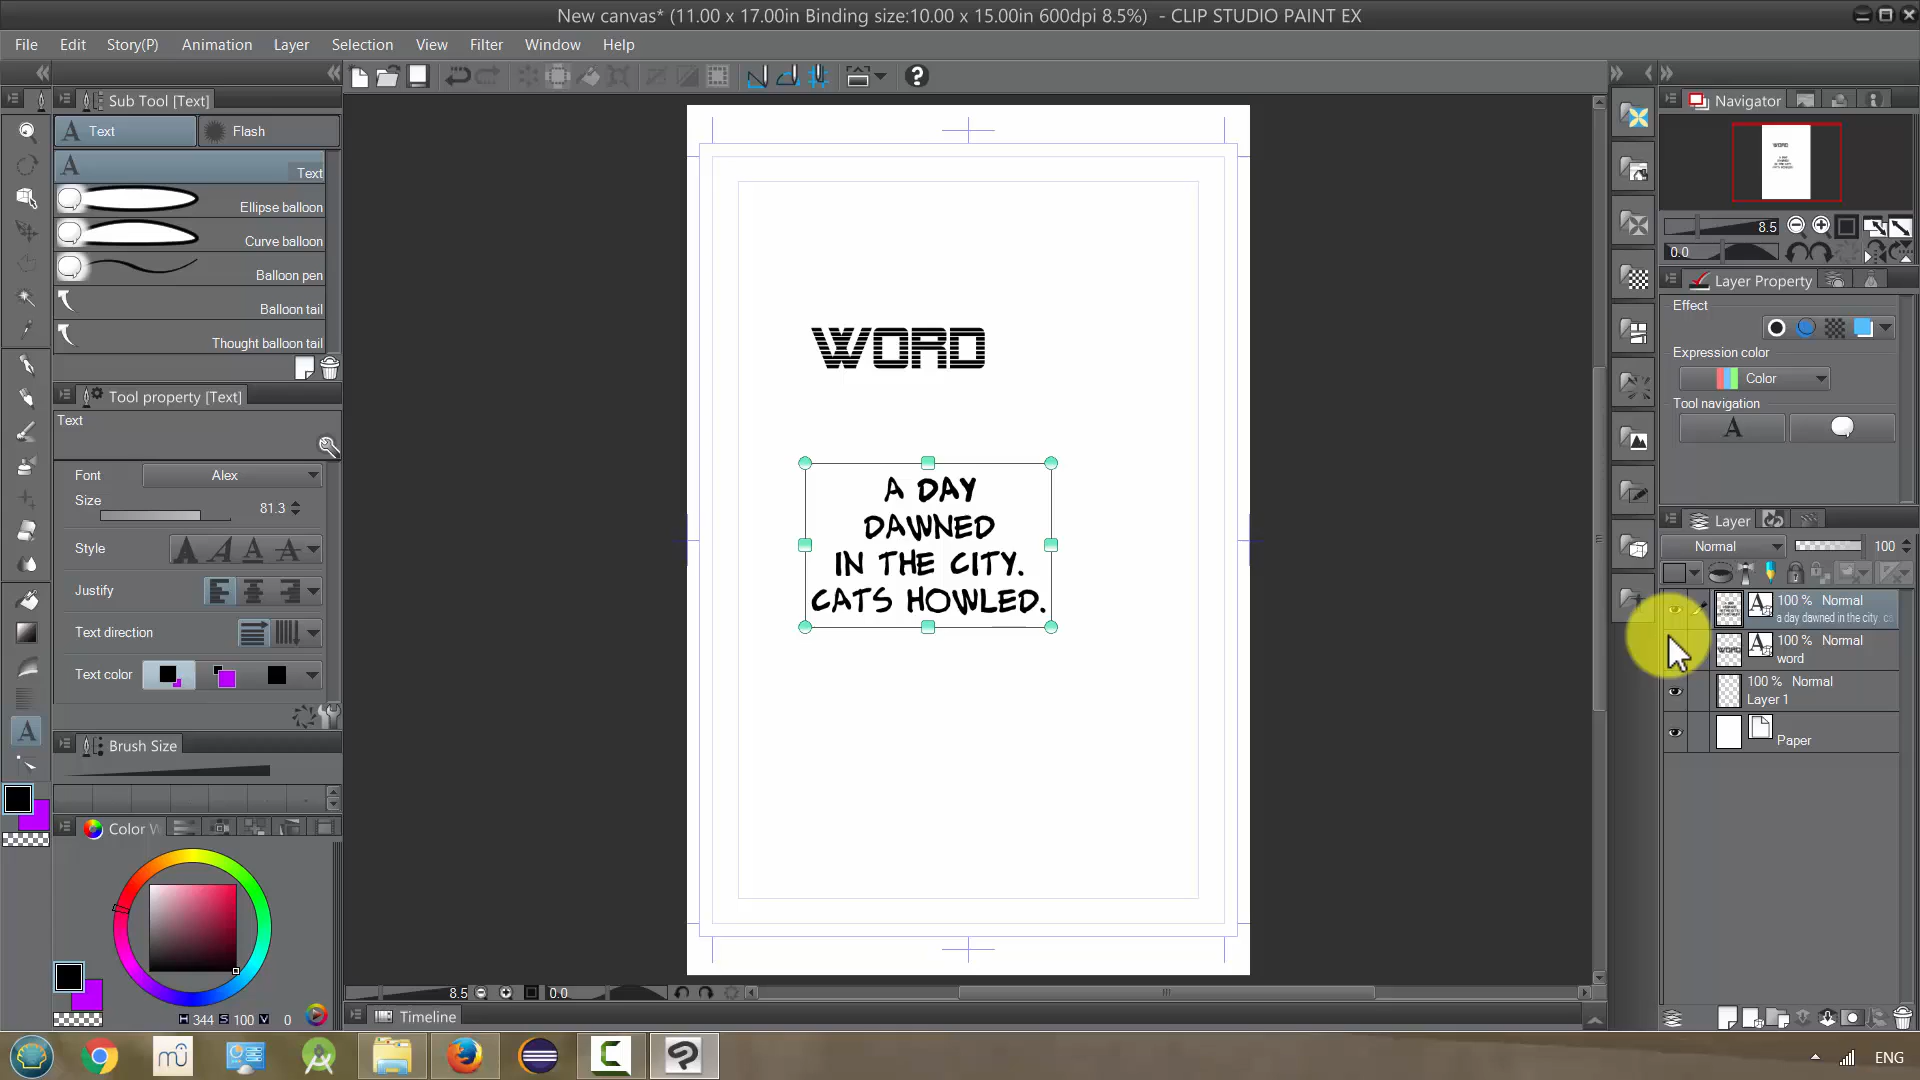 New canvas* (11.00 x 17.00in Binding size:10.00 x 15.00in 600dpi 8.5%) - CLIP STUDIO PAINT EX
File Edit Story(P) Animation Layer Selection View Filter Window Help
Sub Tool [Text]
Text Flash
Text
Ellipse balloon
Curve balloon
Balloon pen
Balloon tail
Thought balloon tail
Tool property [Text]
Text
Font Alex
Size 81.3
Style
Justify
Text direction
Text color
Brush Size
Color W
H 344 S 100 V 0
WORD
A DAY
DAWNED
IN THE CITY.
CATS HOWLED.
8.5 0.0
Timeline
Navigator
8.5
0.0
Layer Property
Effect
Expression color
Color
Tool navigation
Layer
Normal 100
100 % Normal
a day dawned in the city. cs
100 % Normal
word
100 % Normal
Layer 1
Paper
ENG